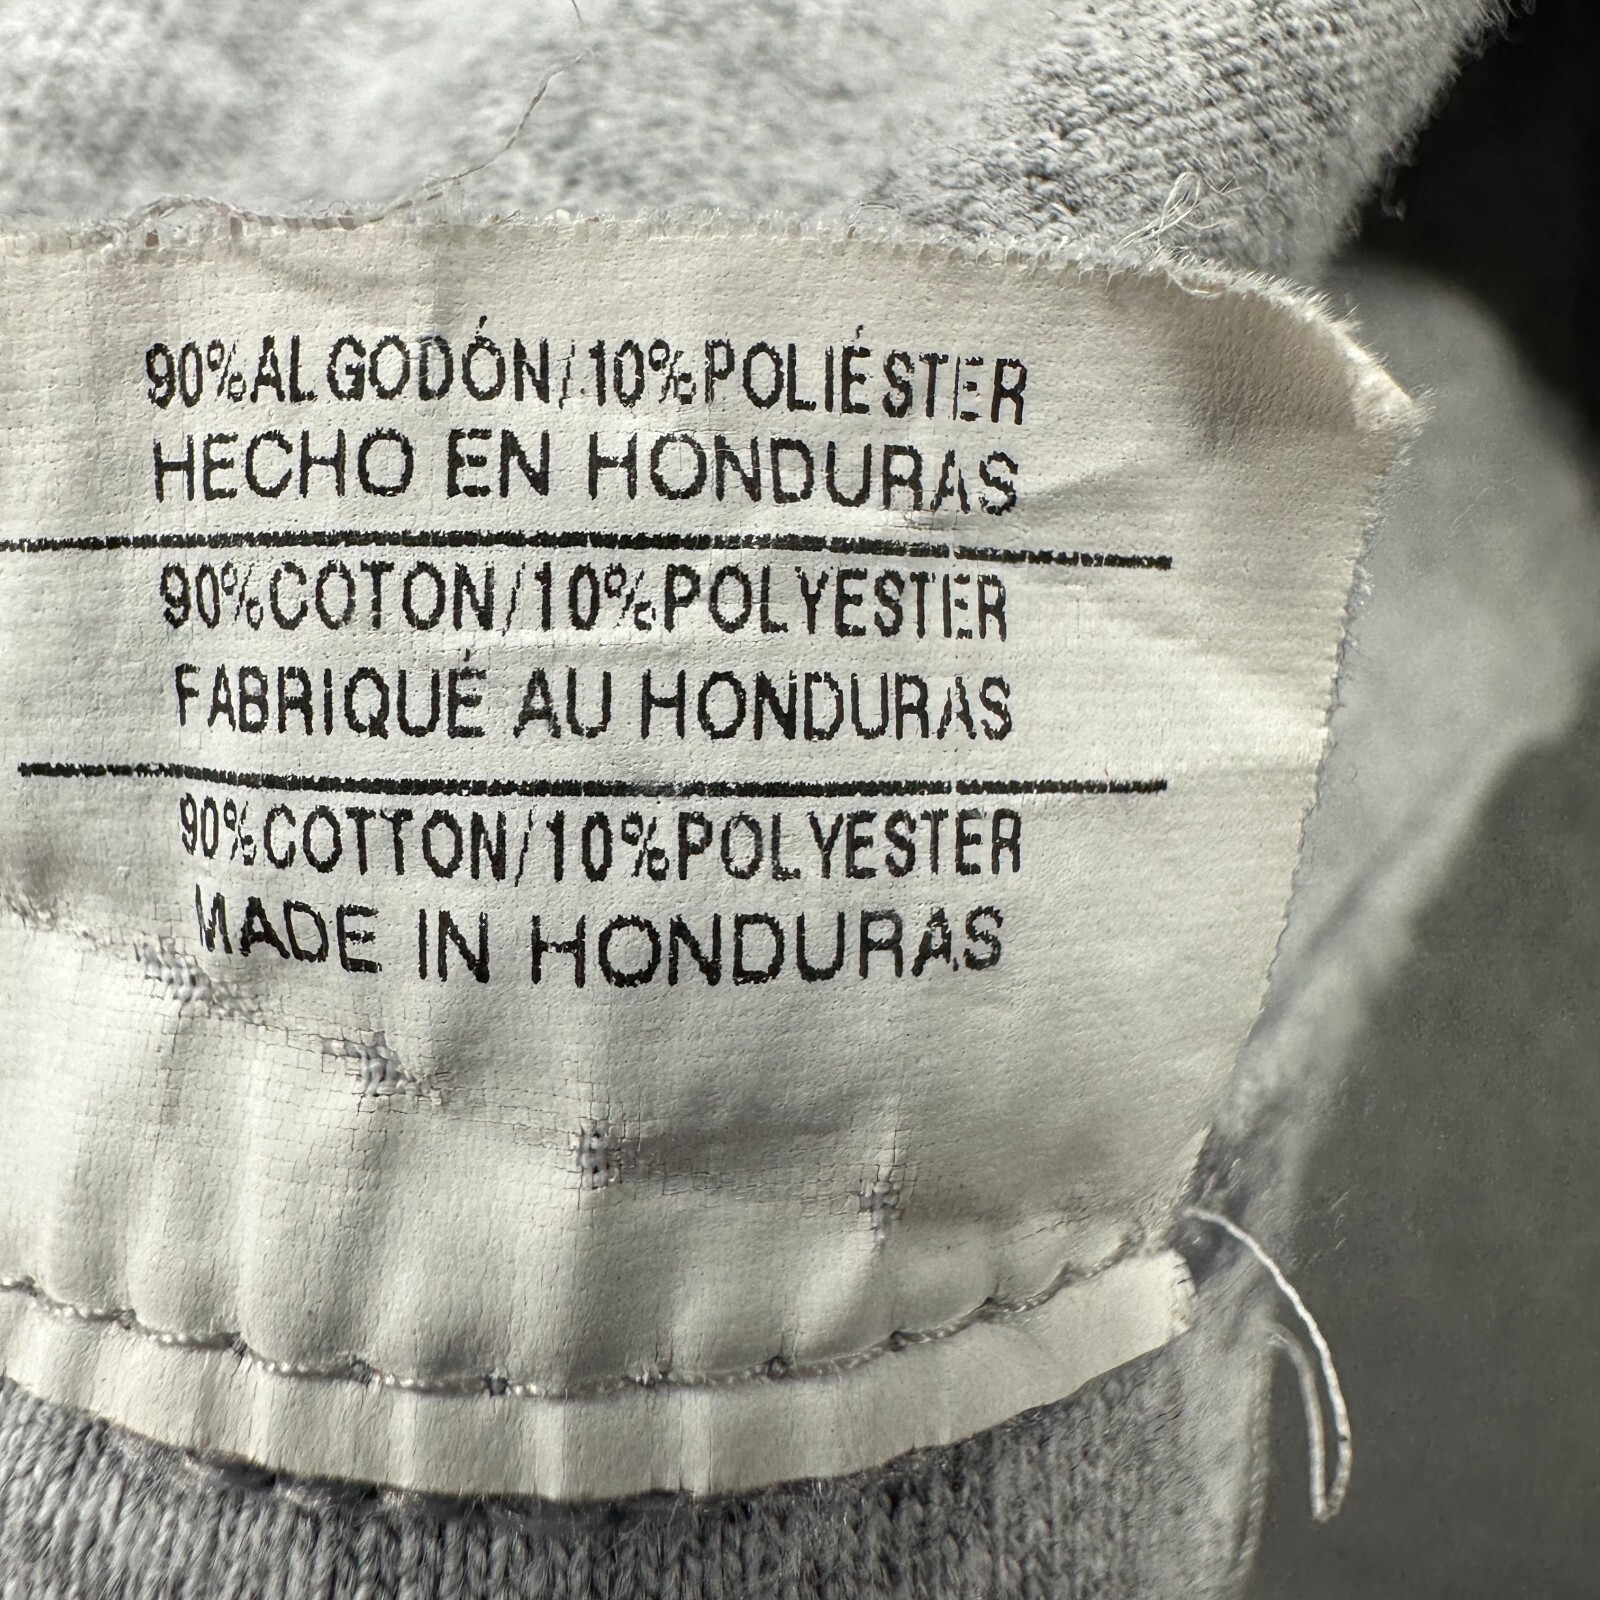 90%ALGODÓN/10%POLIÉSTER
HECHO EN HONDURAS
90%COTON/10%POLYESTER
FABRIQUÉ AU HONDURAS
90%COTTON/10%POLYESTER
MADE IN HONDURAS